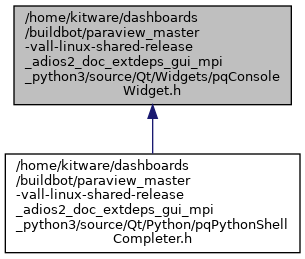 /home/kitware/dashboards
/buildbot/paraview_master
-vall-linux-shared-release
_adios2_doc_extdeps_gui_mpi
_python3/source/Qt/Widgets/pqConsole
Widget.h
/home/kitware/dashboards
/buildbot/paraview_master
-vall-linux-shared-release
_adios2_doc_extdeps_gui_mpi
_python3/source/Qt/Python/pqPythonShell
Completer.h